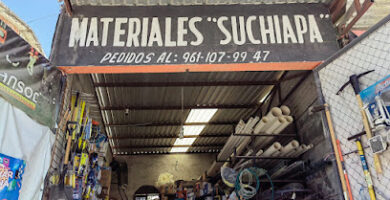 MATERIALES "SUCHIAPA"
PEDIDOS AL: 961-107-99 47